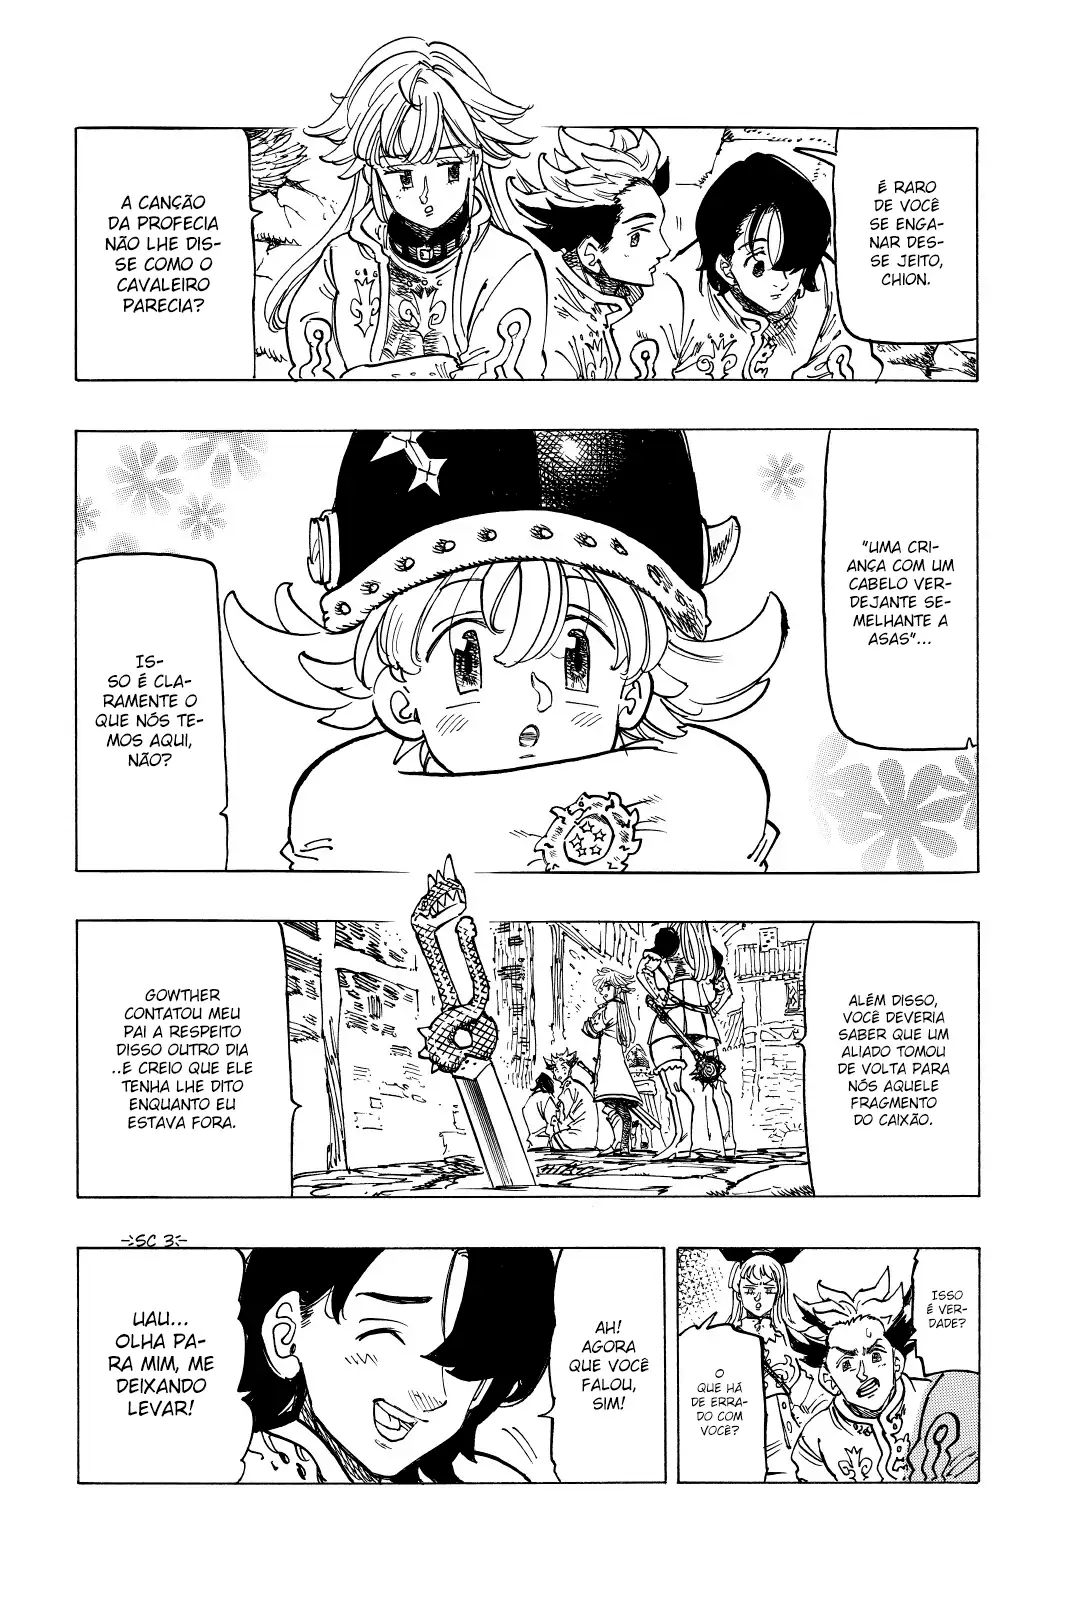 É RARO
DE VOCÊ
SE ENGA-
NAR DES-
SE JEITO,
CHION.
A CANÇÃO
DA PROFECIA
NÃO LHE DIS-
SE COMO O
CAVALEIRO
PARECIA?
"UMA CRI-
ANÇA COM UM
CABELO VER-
DEJANTE SE-
MELHANTE A
ASAS"...
IS-
SO É CLA-
RAMENTE O
QUE NÓS TE-
MOS AQUI,
NÃO?
ALÉM DISSO,
VOCÊ DEVERIA
SABER QUE UM
ALIADO TOMOU
DE VOLTA PARA
NÓS AQUELE
FRAGMENTO
DO CAIXÃO.
GOWTHER
CONTATOU MEU
PAI A RESPEITO
DISSO OUTRO DIA
..E CREIO QUE ELE
TENHA LHE DITO
ENQUANTO EU
ESTAVA FORA.
ISSO
É VER-
DADE?
O
QUE HÁ
DE ERRA-
DO COM
VOCÊ?
AH!
AGORA
QUE VOCÊ
FALOU,
SIM!
SC 3
UAU...
OLHA PA-
RA MIM, ME
DEIXANDO
LEVAR!